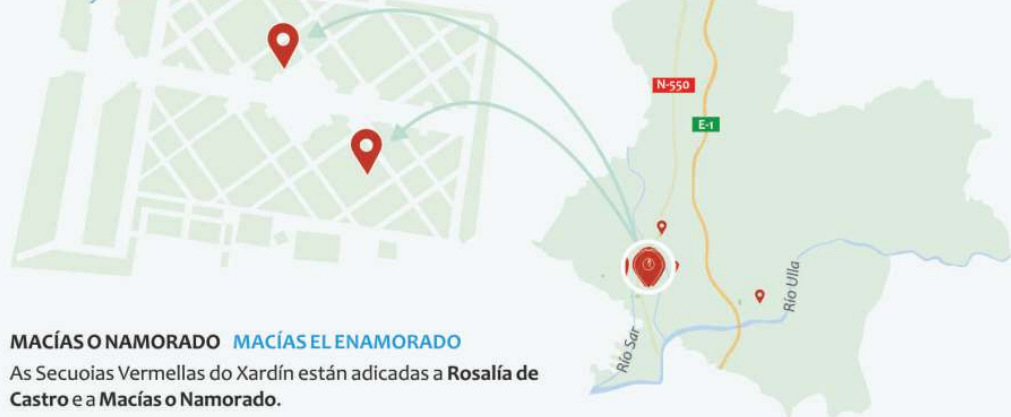 N-550
E-1
Río Ulla
Río Sar
MACÍAS O NAMORADO MACÍAS EL ENAMORADO
As Secuoias Vermellas do Xardín están adicadas a Rosalía de
Castro e a Macías o Namorado.